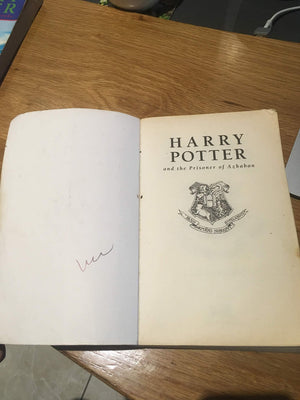 HARRY
POTTER
and the Prisoner of Azkaban